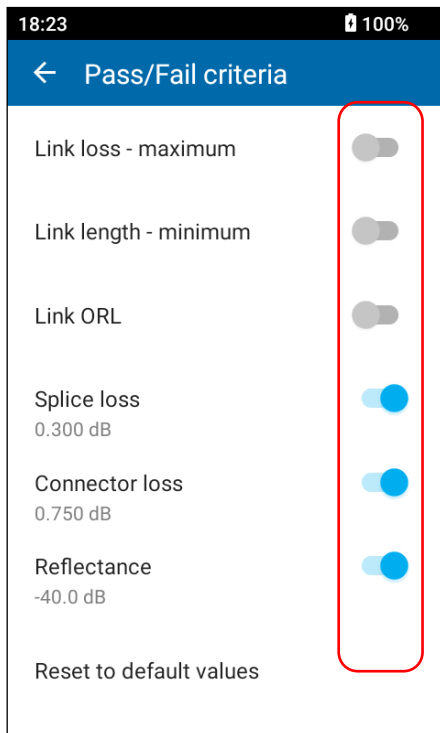 18:23 100%
Pass/Fail criteria
Link loss - maximum
Link length - minimum
Link ORL
Splice loss
0.300 dB
Connector loss
0.750 dB
Reflectance
-40.0 dB
Reset to default values